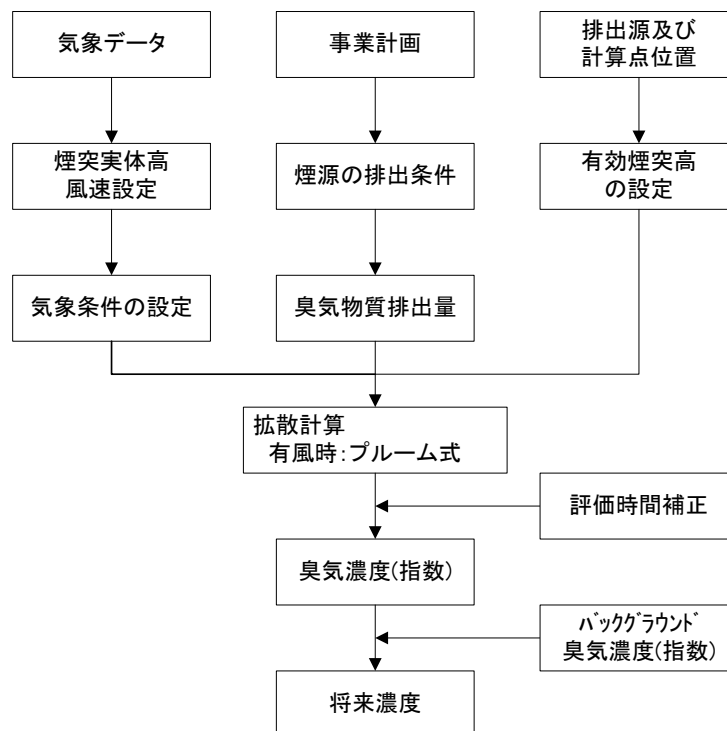 気象データ
事業計画
排出源及び
計算点位置
煙突実体高
風速設定
煙源の排出条件
有効煙突高
の設定
気象条件の設定
臭気物質排出量
拡散計算
有風時：プルーム式
評価時間補正
臭気濃度(指数)
ﾊﾞｯｸｸﾞﾗｳﾝﾄﾞ
臭気濃度(指数)
将来濃度